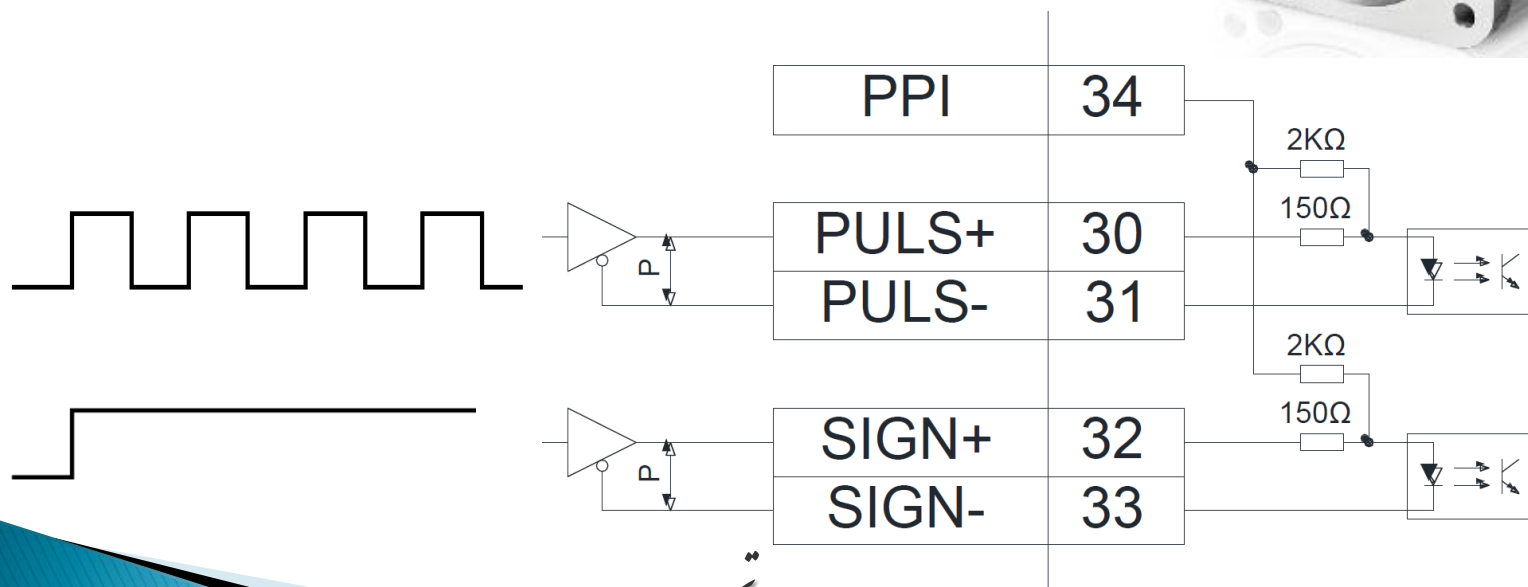 PPI 34
2KΩ
150Ω
P PULS+ 30
PULS- 31
2KΩ
150Ω
P SIGN+ 32
SIGN- 33